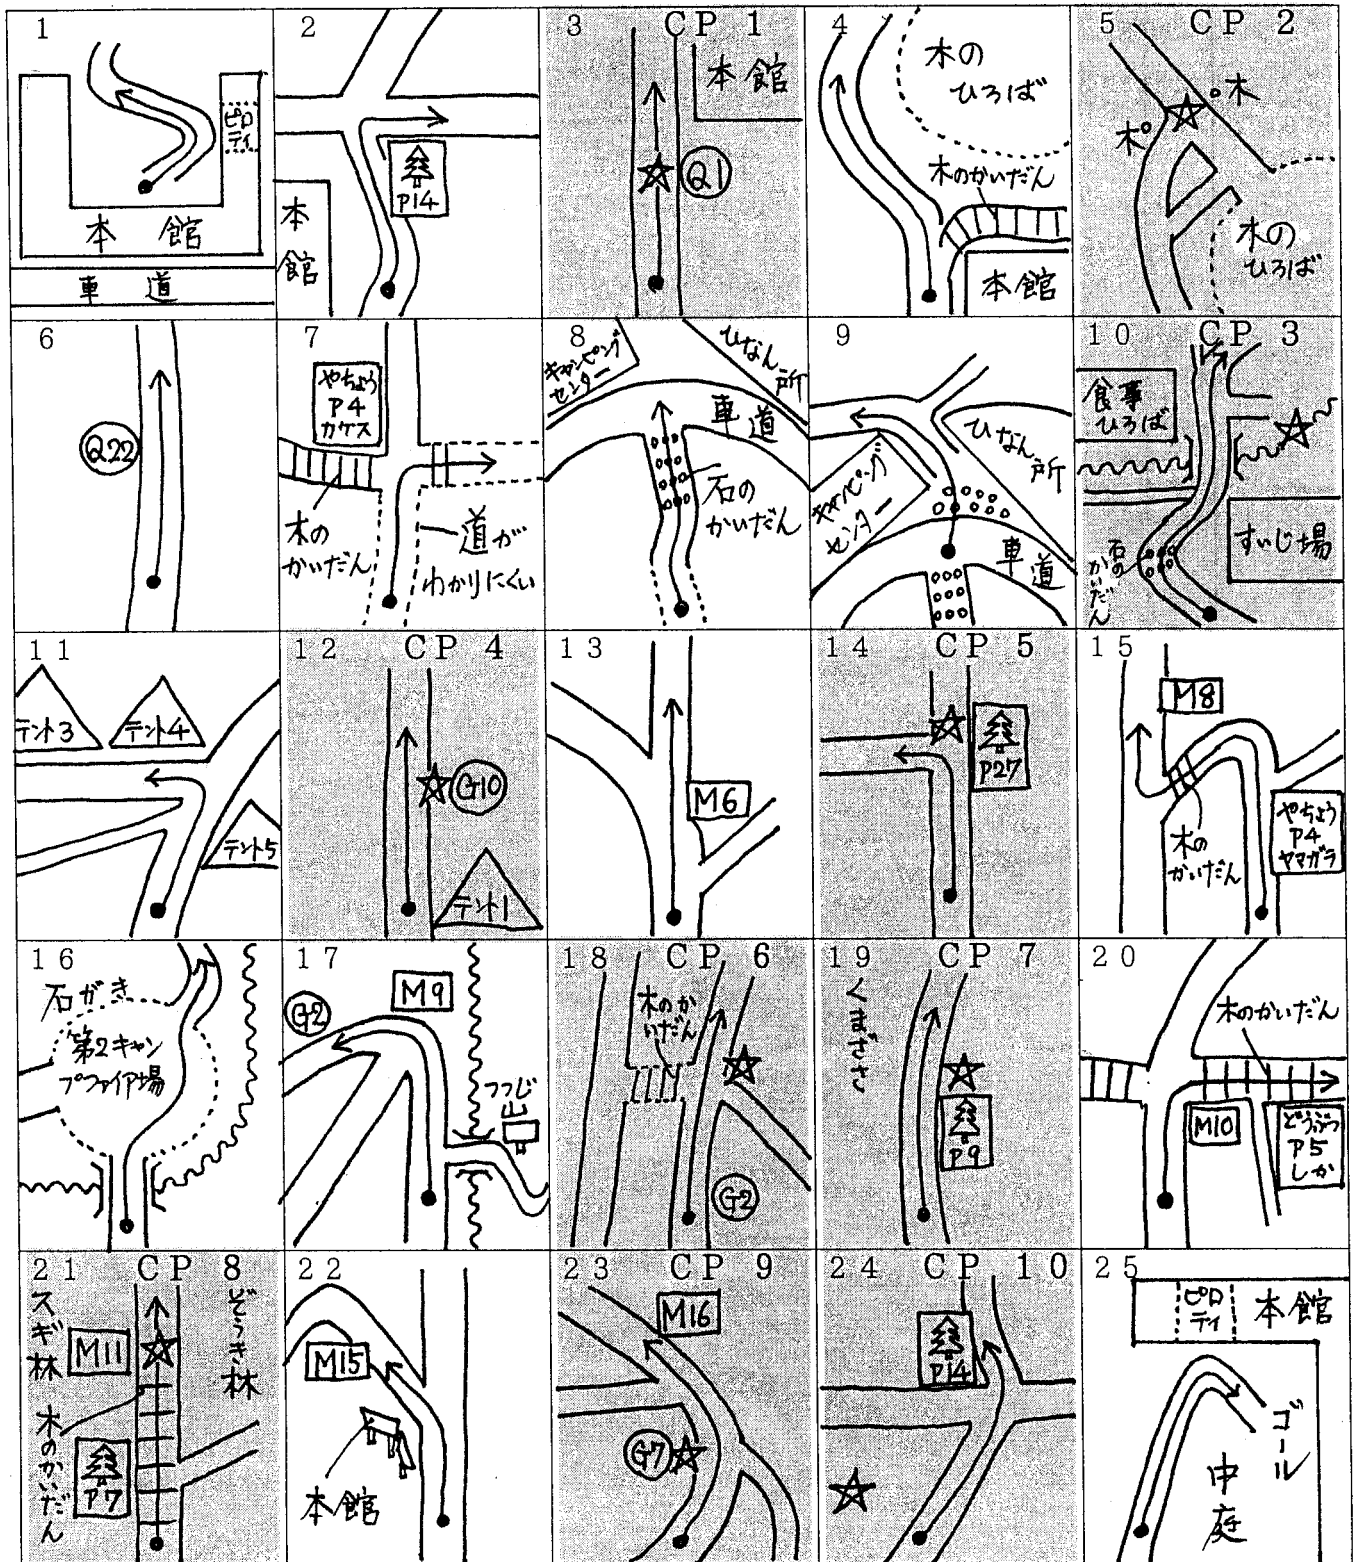 1
ピロ
ティ
本館
車道
2
P14
本
館
3 CP 1
本館
Q1
4
木の
ひろば
木のかいだん
本館
5 CP 2
木
木
木の
ひろば
6
Q22
7
やちょう
P4
カケス
木の
かいだん
道が
わかりにくい
8
キャンピング
センター
ひなん所
車道
石の
かいだん
9
ひなん所
キャンピング
センター
車道
10 CP 3
食事
ひろば
すいじ場
石の
かいだん
11
テント3
テント4
テント5
12 CP 4
G10
テント1
13
M6
14 CP 5
P27
15
M8
木の
かいだん
やちょう
P4
ヤマガラ
16
石がき
第2キャン
プファイア場
17
G2
M9
つつじ
山
18 CP 6
木のか
いだん
G2
19 CP 7
くまざさ
P9
20
木のかいだん
M10
どうぶつ
P5
しか
21 CP 8
スギ林
ぞうき林
M11
木のかいだん
P7
22
M15
本館
23 CP 9
M16
G7
24 CP 10
P14
25
ピロ
ティ
本館
ゴール
中
庭